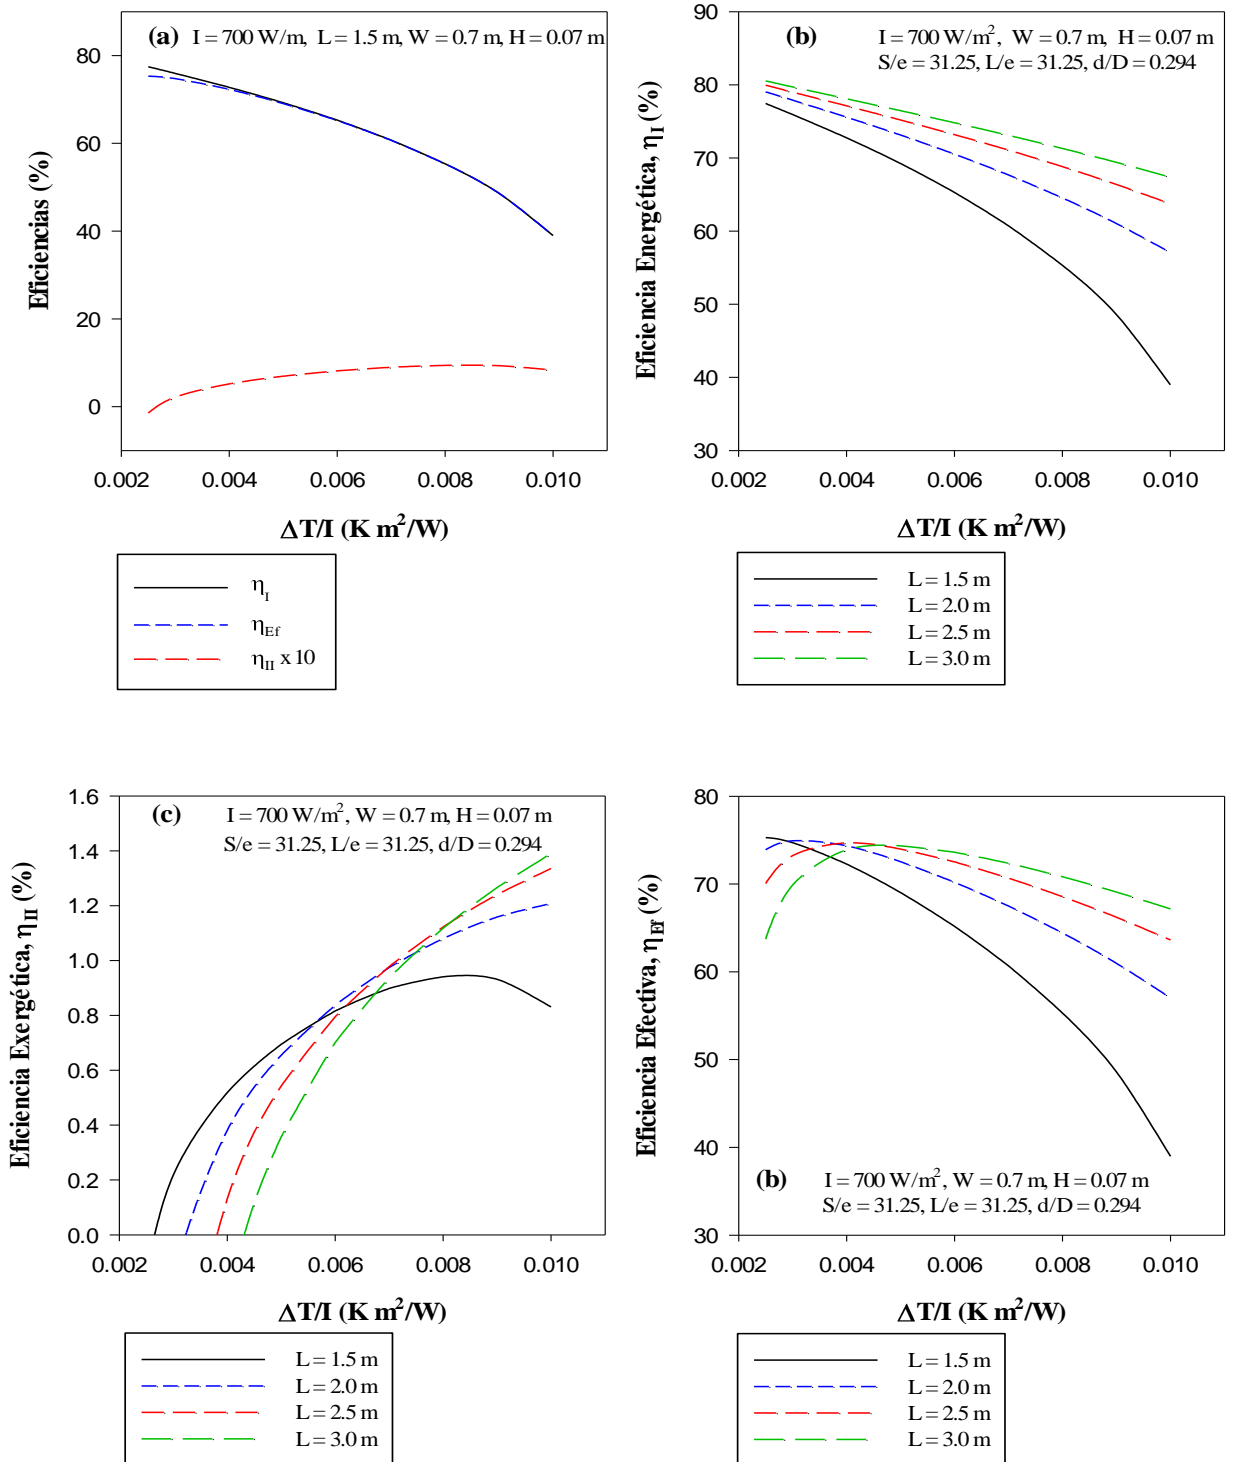 (a) I = 700 W/m, L = 1.5 m, W = 0.7 m, H = 0.07 m
Eficiencias (%)
80
60
40
20
0
0.002 0.004 0.006 0.008 0.010
ΔT/I (K m²/W)
η_I
η_Ef
η_II x 10
(b) I = 700 W/m², W = 0.7 m, H = 0.07 m
S/e = 31.25, L/e = 31.25, d/D = 0.294
Eficiencia Energética, η_I (%)
90
80
70
60
50
40
30
0.002 0.004 0.006 0.008 0.010
ΔT/I (K m²/W)
L = 1.5 m
L = 2.0 m
L = 2.5 m
L = 3.0 m
(c) I = 700 W/m², W = 0.7 m, H = 0.07 m
S/e = 31.25, L/e = 31.25, d/D = 0.294
Eficiencia Exergética, η_II (%)
1.6
1.4
1.2
1.0
0.8
0.6
0.4
0.2
0.0
0.002 0.004 0.006 0.008 0.010
ΔT/I (K m²/W)
L = 1.5 m
L = 2.0 m
L = 2.5 m
L = 3.0 m
Eficiencia Efectiva, η_Ef (%)
80
70
60
50
40
30
(b) I = 700 W/m², W = 0.7 m, H = 0.07 m
S/e = 31.25, L/e = 31.25, d/D = 0.294
0.002 0.004 0.006 0.008 0.010
ΔT/I (K m²/W)
L = 1.5 m
L = 2.0 m
L = 2.5 m
L = 3.0 m